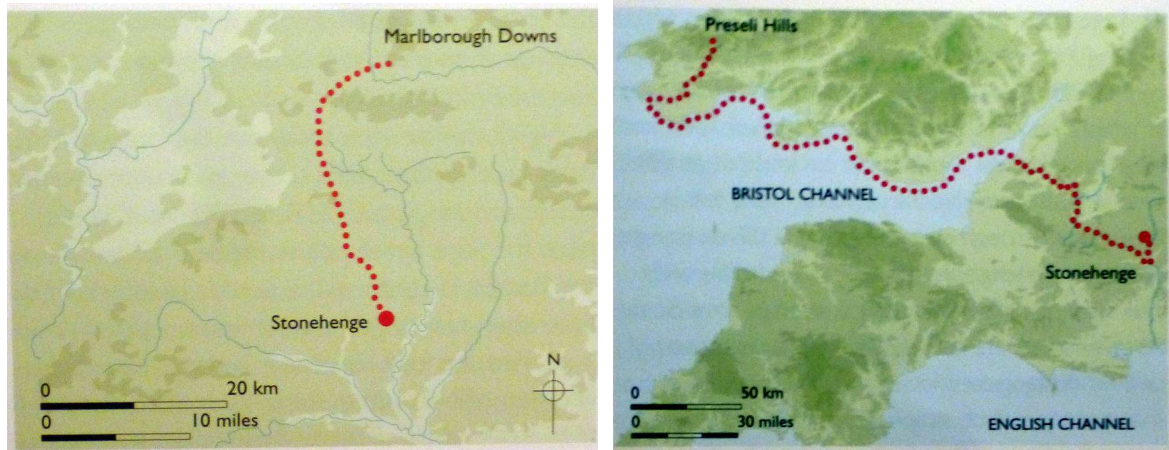 Marlborough Downs
Stonehenge
N
0 20 km
0 10 miles
Preseli Hills
BRISTOL CHANNEL
Stonehenge
0 50 km
0 30 miles
ENGLISH CHANNEL